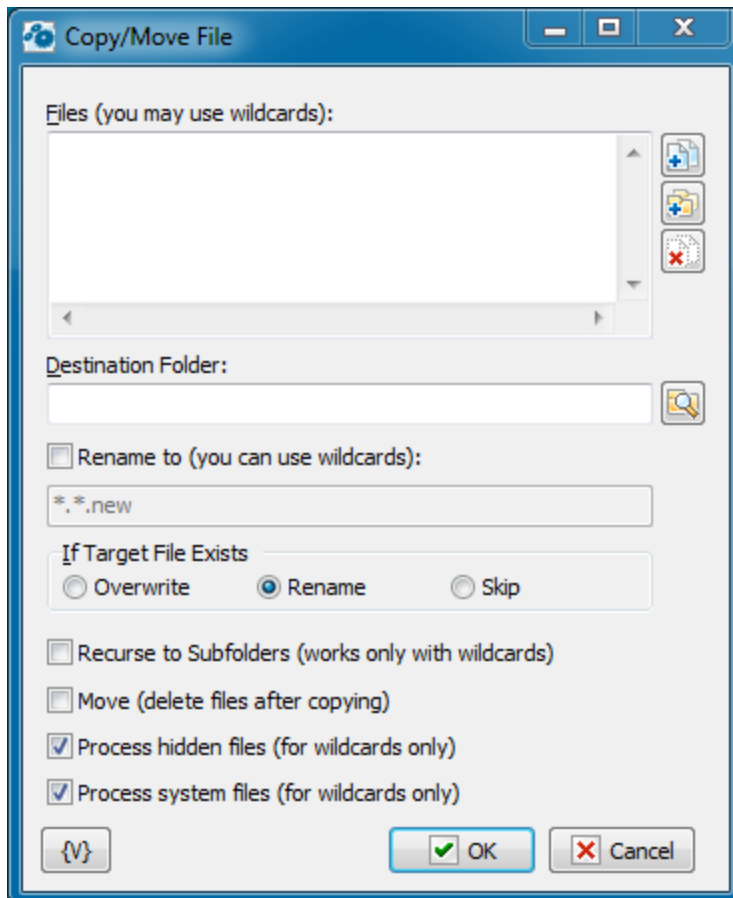 Copy/Move File
Files (you may use wildcards):
Destination Folder:
Rename to (you can use wildcards):
*.*.new
If Target File Exists
Overwrite Rename Skip
Recurse to Subfolders (works only with wildcards)
Move (delete files after copying)
Process hidden files (for wildcards only)
Process system files (for wildcards only)
{V} OK Cancel